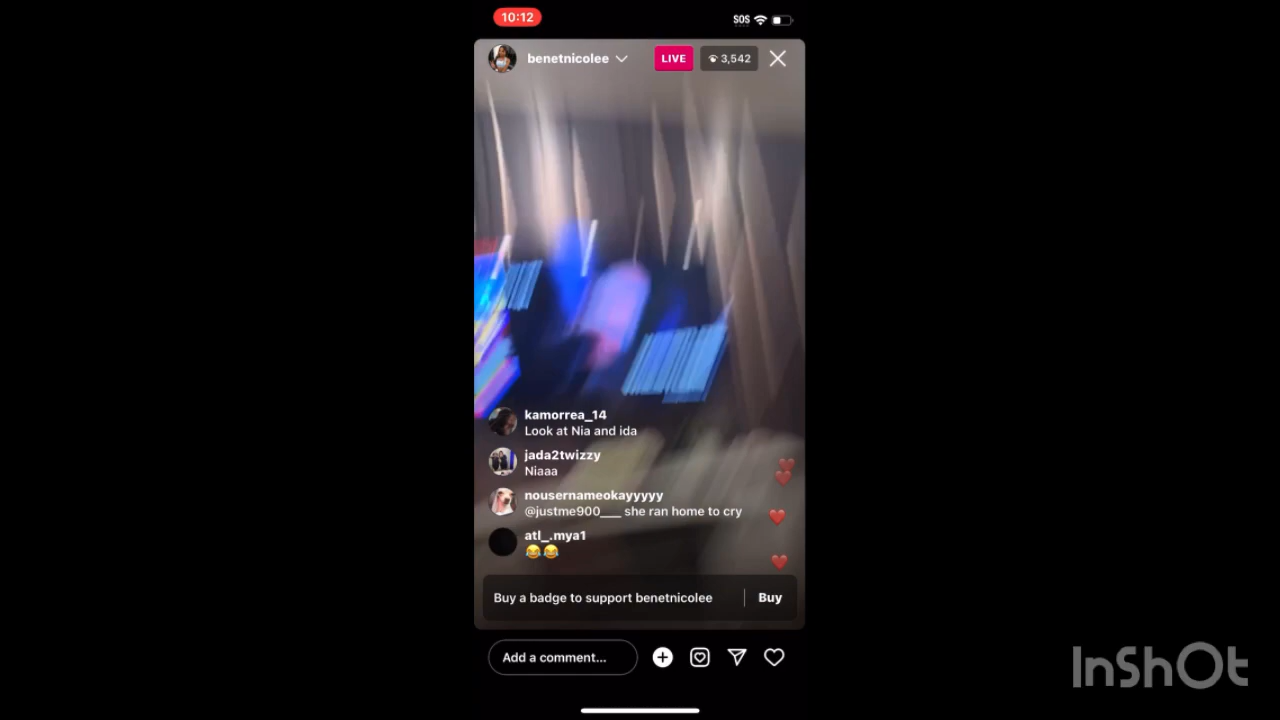 10:12
SOS
benetnicolee
LIVE
3,542
kamorrea_14
Look at Nia and ida
jada2twizzy
Niaaa
nousernameokayyyyy
@justme900___ she ran home to cry
atl_.mya1
😂😂
Buy a badge to support benetnicolee
Buy
Add a comment...
InShOt